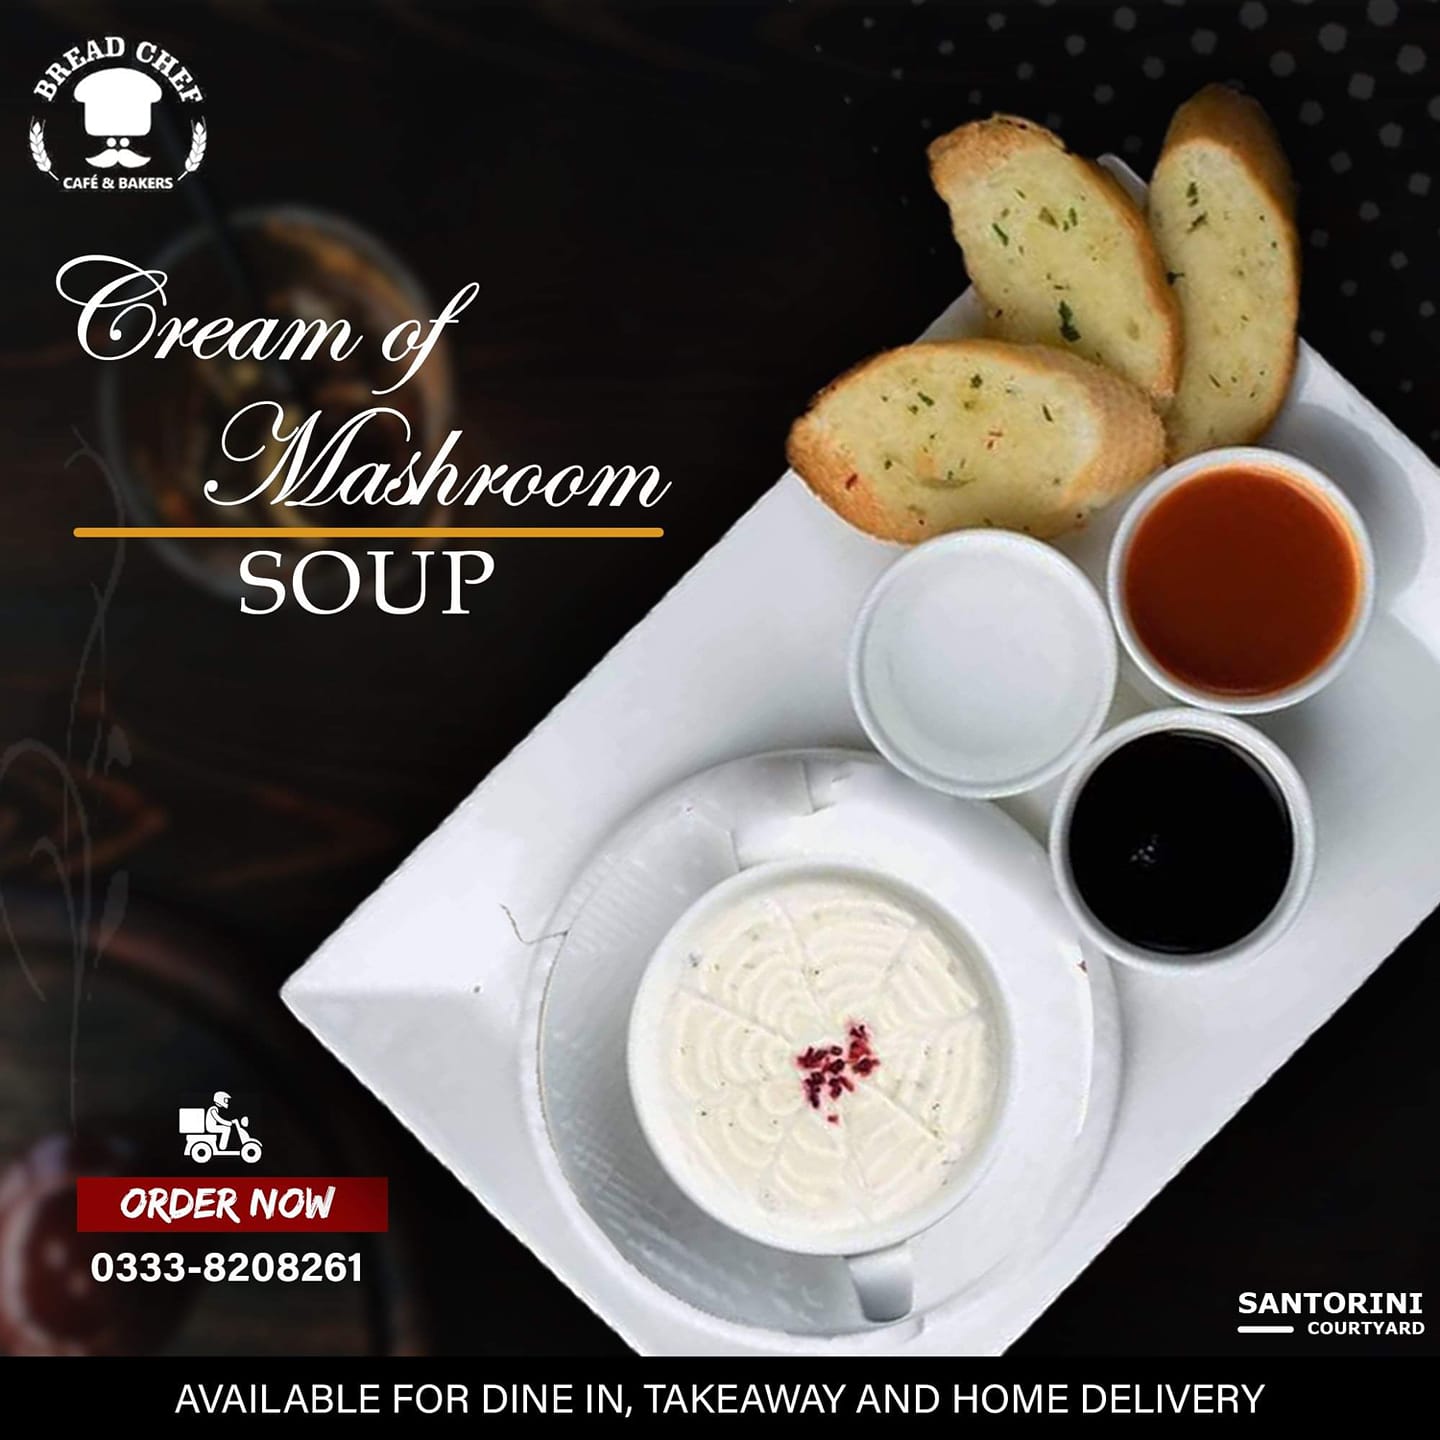 BREAD CHEF
CAFÉ & BAKERS
Cream of
Mashroom
SOUP
ORDER NOW
0333-8208261
SANTORINI
COURTYARD
AVAILABLE FOR DINE IN, TAKEAWAY AND HOME DELIVERY